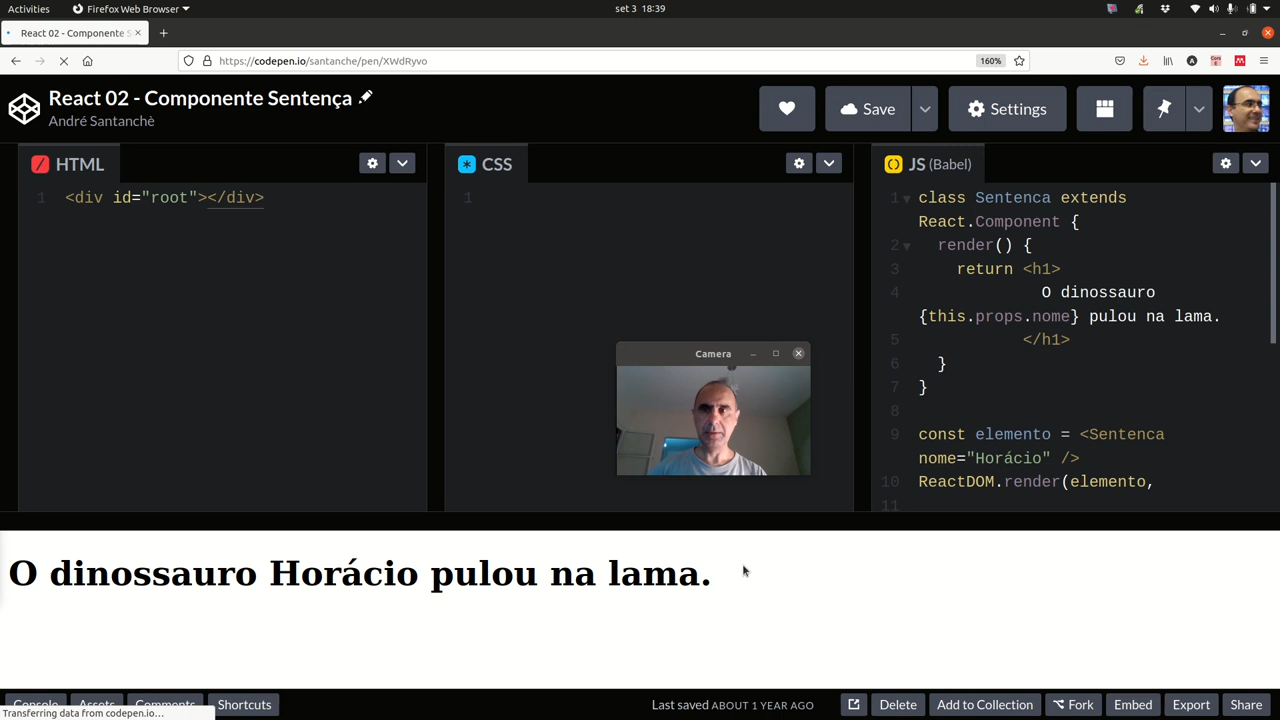 Activities
Firefox Web Browser
set 3 18:39
React 02 - Componente S
https://codepen.io/santanche/pen/XWdRyvo
160%
React 02 - Componente Sentença
André Santanchè
Save
Settings
HTML
CSS
JS (Babel)
1 <div id="root"></div>
1
1 class Sentenca extends
React.Component {
2 render() {
3 return <h1>
4 O dinossauro
{this.props.nome} pulou na lama.
5 </h1>
6 }
7 }
8
9 const elemento = <Sentenca
nome="Horácio" />
10 ReactDOM.render(elemento,
11
Camera
O dinossauro Horácio pulou na lama.
Console
Assets
Comments
Shortcuts
Last saved ABOUT 1 YEAR AGO
Delete
Add to Collection
Fork
Embed
Export
Share
Transferring data from codepen.io...